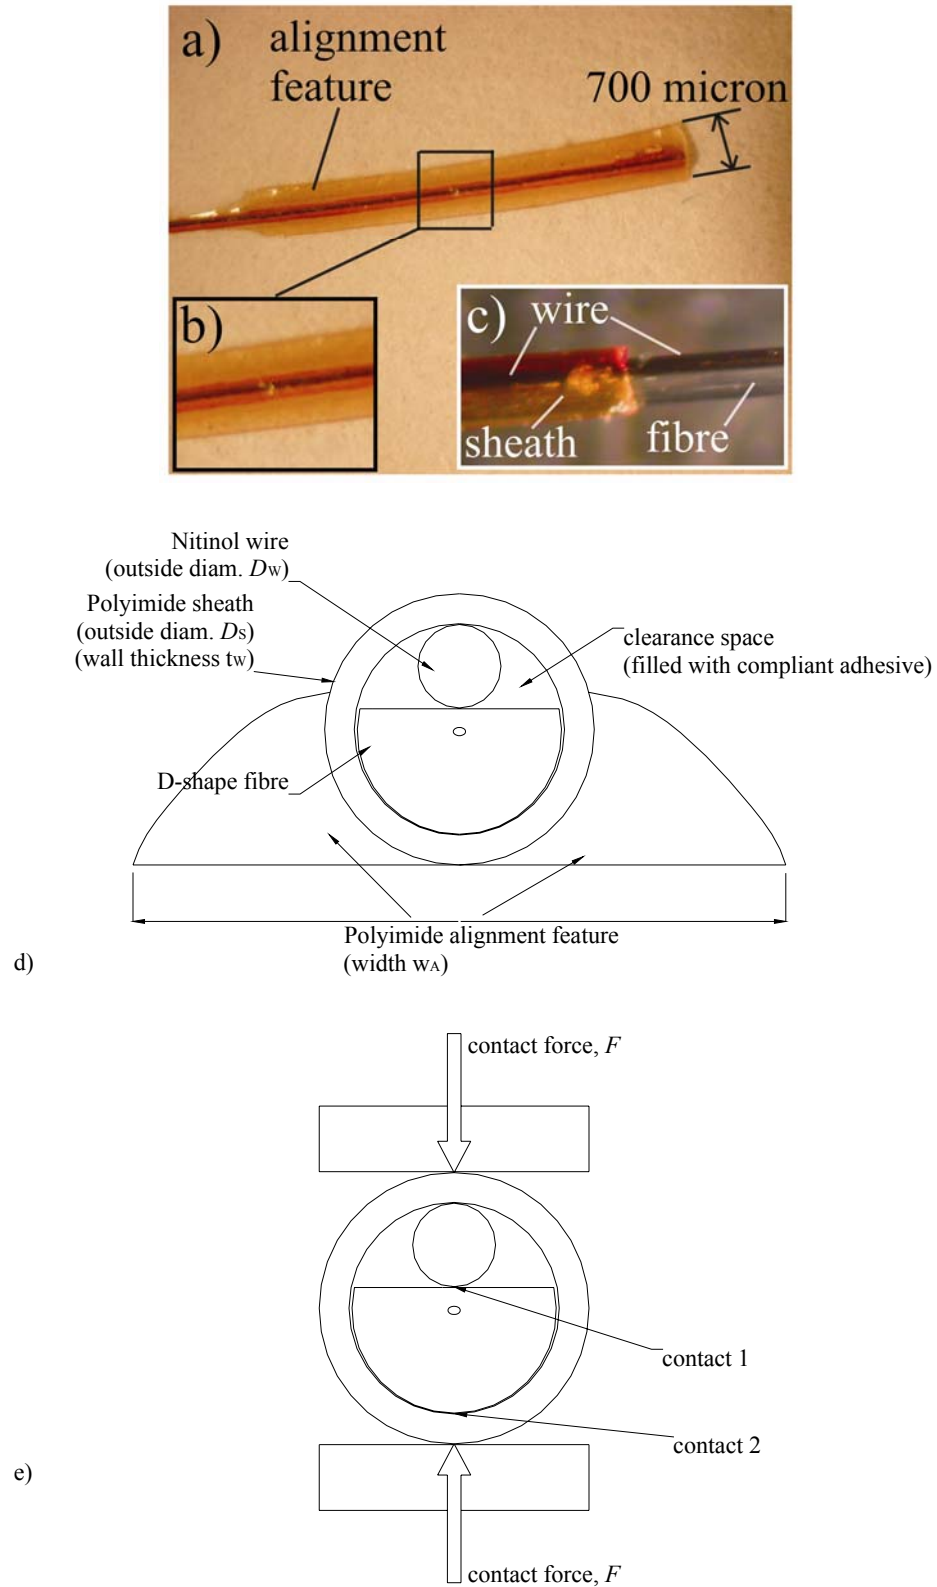 a)
alignment
feature
700 micron
b)
c)
wire
sheath
fibre
Nitinol wire
(outside diam. Dw)
Polyimide sheath
(outside diam. Ds)
(wall thickness tw)
clearance space
(filled with compliant adhesive)
D-shape fibre
Polyimide alignment feature
(width wA)
d)
contact force, F
contact 1
contact 2
e)
contact force, F